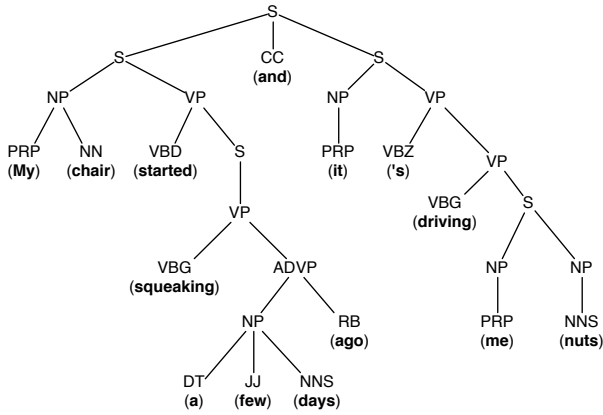 S
S CC S
(and)
NP VP NP VP
PRP NN VBD S PRP VBZ VP
(My) (chair) (started) (it) ('s)
VBG S
(driving)
VP
VBG ADVP NP NP
(squeaking)
NP RB PRP NNS
(ago) (me) (nuts)
DT JJ NNS
(a) (few) (days)